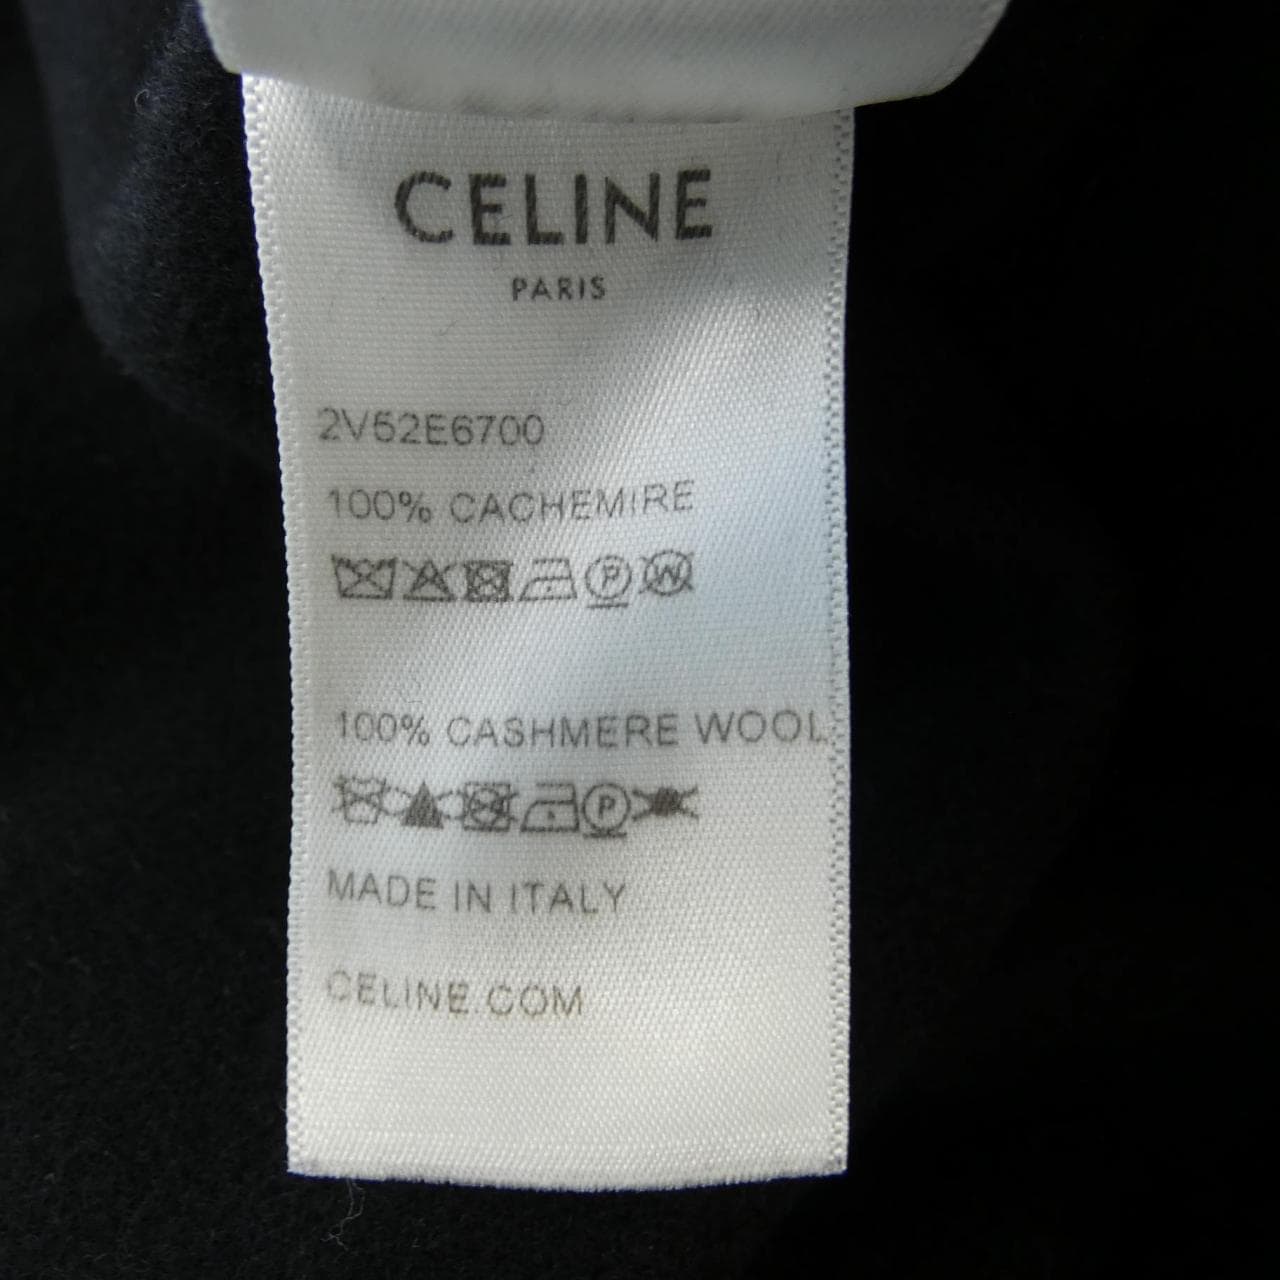 CELINE
PARIS
2V52E6700
100% CACHEMIRE
P W
100% CASHMERE WOOL
P
MADE IN ITALY
CELINE.COM